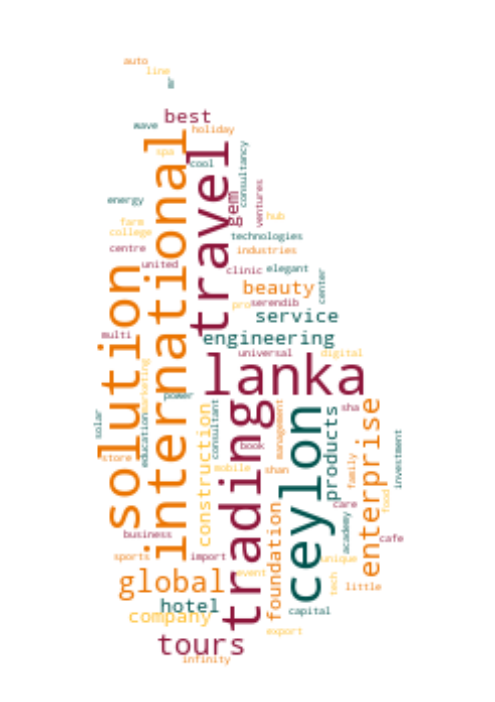 auto
line
best
wave
holiday
spa
cool
international
travel
gem
consultancy
ventures
energy
hub
farm
college
technologies
centre
industries
united
clinic
elegant
center
solution
beauty
pro
serendib
service
multi
engineering
universal
digital
marketing
lanka
power
solar
education
construction
consultant
trading
management
ceylon
sha
products
enterprise
investment
book
store
mobile
shan
family
food
care
business
foundation
academy
cafe
sports
import
unique
global
event
tech
little
hotel
capital
company
export
tours
infinity